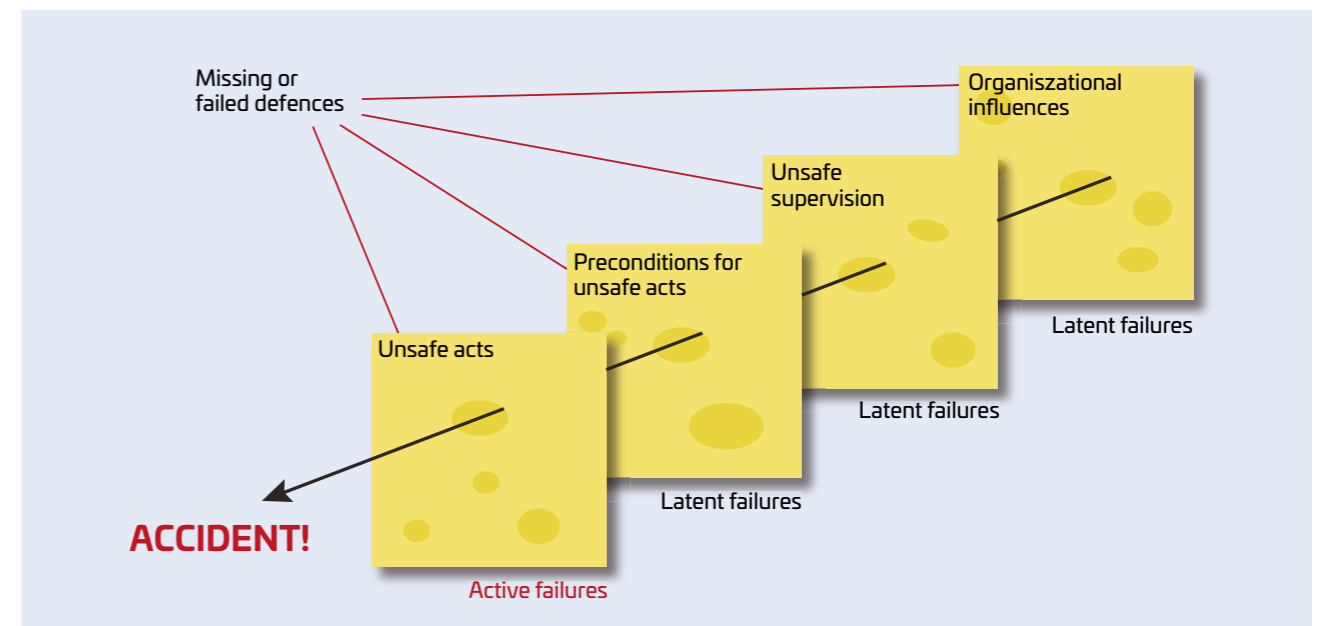 Missing or
failed defences
Organiszational
influences
Unsafe
supervision
Preconditions for
unsafe acts
Unsafe acts
Latent failures
Latent failures
Latent failures
ACCIDENT!
Active failures